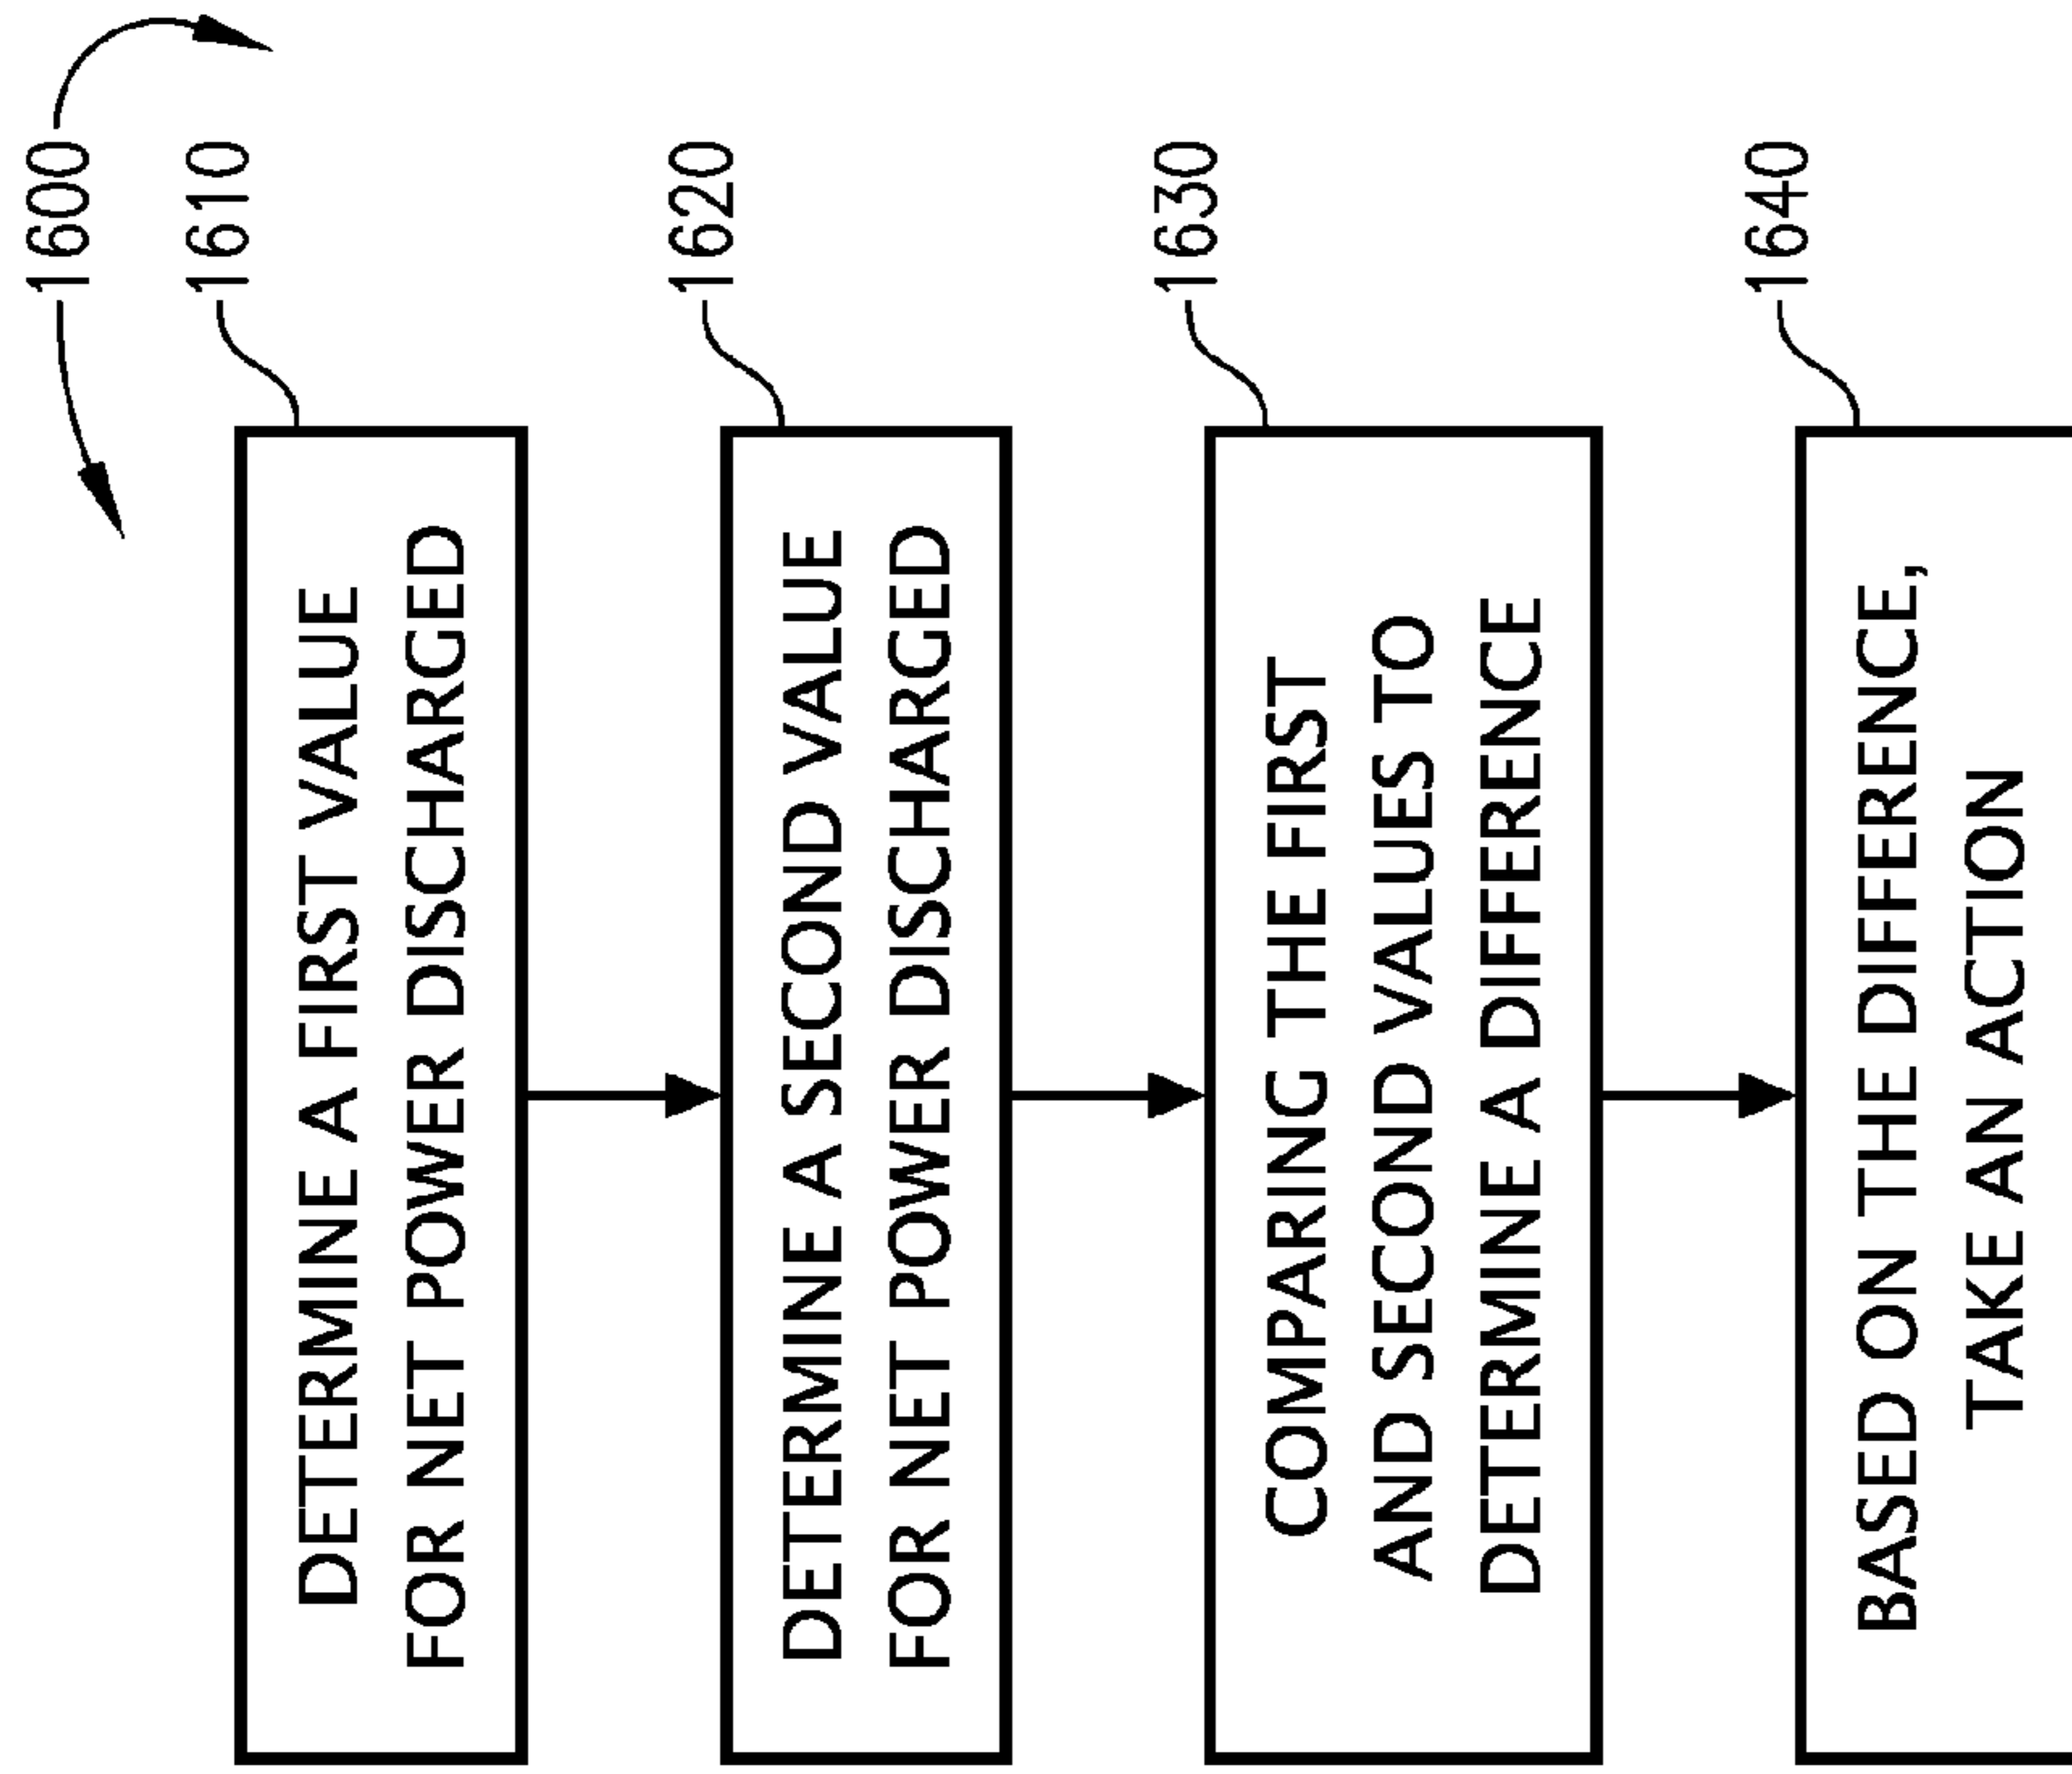 1600
1610
DETERMINE A FIRST VALUE
FOR NET POWER DISCHARGED
1620
DETERMINE A SECOND VALUE
FOR NET POWER DISCHARGED
1630
COMPARING THE FIRST
AND SECOND VALUES TO
DETERMINE A DIFFERENCE
1640
BASED ON THE DIFFERENCE,
TAKE AN ACTION